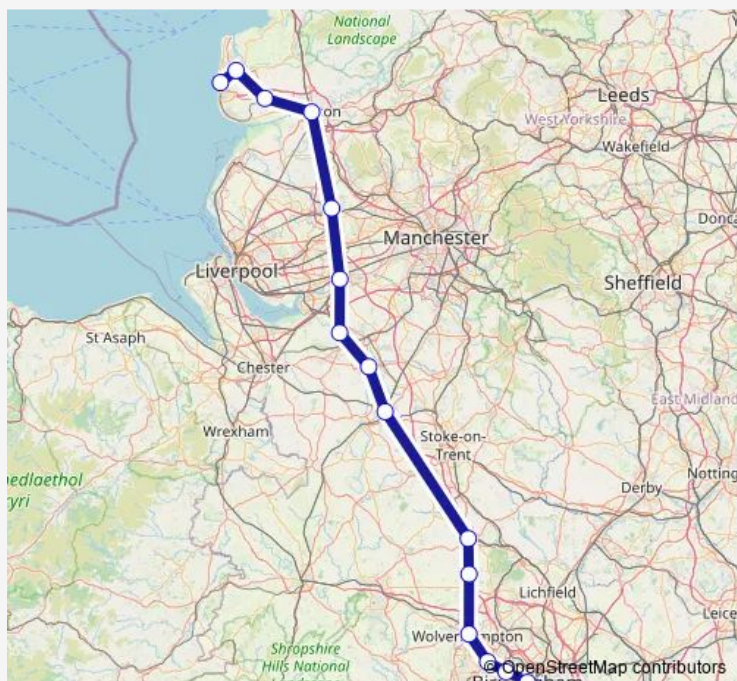 National
Landscape
Leeds
West Yorkshire
Wakefield
Manchester
Liverpool
Sheffield
St Asaph
Chester
East Midland
Wrexham
Stoke-on-
Trent
Derby
Lichfield
Shropshire
Hills National
© OpenStreetMap contributors